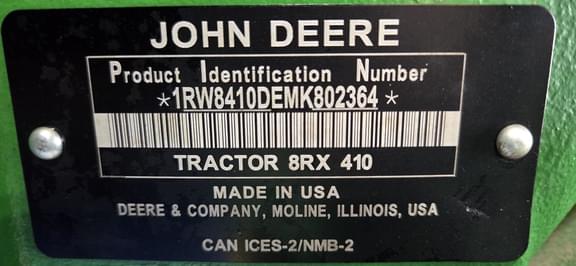 JOHN DEERE
Product Identification Number
*1RW8410DEMK802364*
TRACTOR 8RX 410
MADE IN USA
DEERE & COMPANY, MOLINE, ILLINOIS, USA
CAN ICES-2/NMB-2